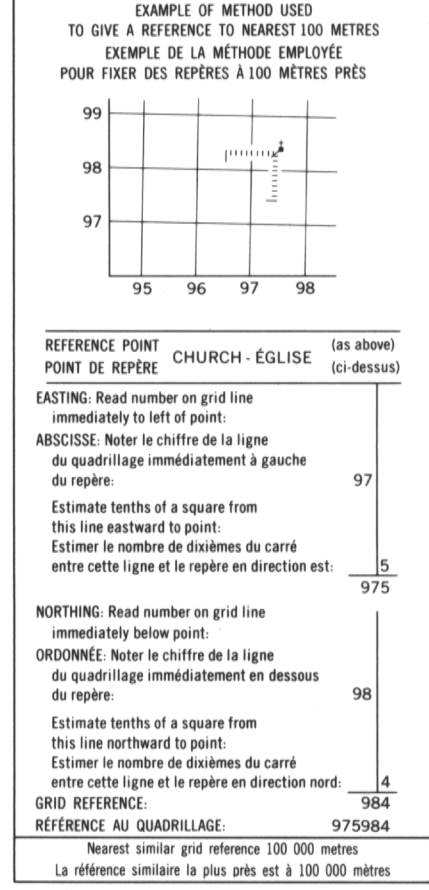 EXAMPLE OF METHOD USED
TO GIVE A REFERENCE TO NEAREST 100 METRES
EXEMPLE DE LA MÉTHODE EMPLOYÉE
POUR FIXER DES REPÈRES À 100 MÈTRES PRÈS
99
98
97
95 96 97 98
REFERENCE POINT
POINT DE REPÈRE
CHURCH - ÉGLISE
(as above)
(ci-dessus)
EASTING: Read number on grid line
immediately to left of point:
ABSCISSE: Noter le chiffre de la ligne
du quadrillage immédiatement à gauche
du repère: 97
Estimate tenths of a square from
this line eastward to point:
Estimer le nombre de dixièmes du carré
entre cette ligne et le repère en direction est: 5
975
NORTHING: Read number on grid line
immediately below point:
ORDONNÉE: Noter le chiffre de la ligne
du quadrillage immédiatement en dessous
du repère: 98
Estimate tenths of a square from
this line northward to point:
Estimer le nombre de dixièmes du carré
entre cette ligne et le repère en direction nord: 4
GRID REFERENCE: 984
RÉFÉRENCE AU QUADRILLAGE: 975984
Nearest similar grid reference 100 000 metres
La référence similaire la plus près est à 100 000 mètres